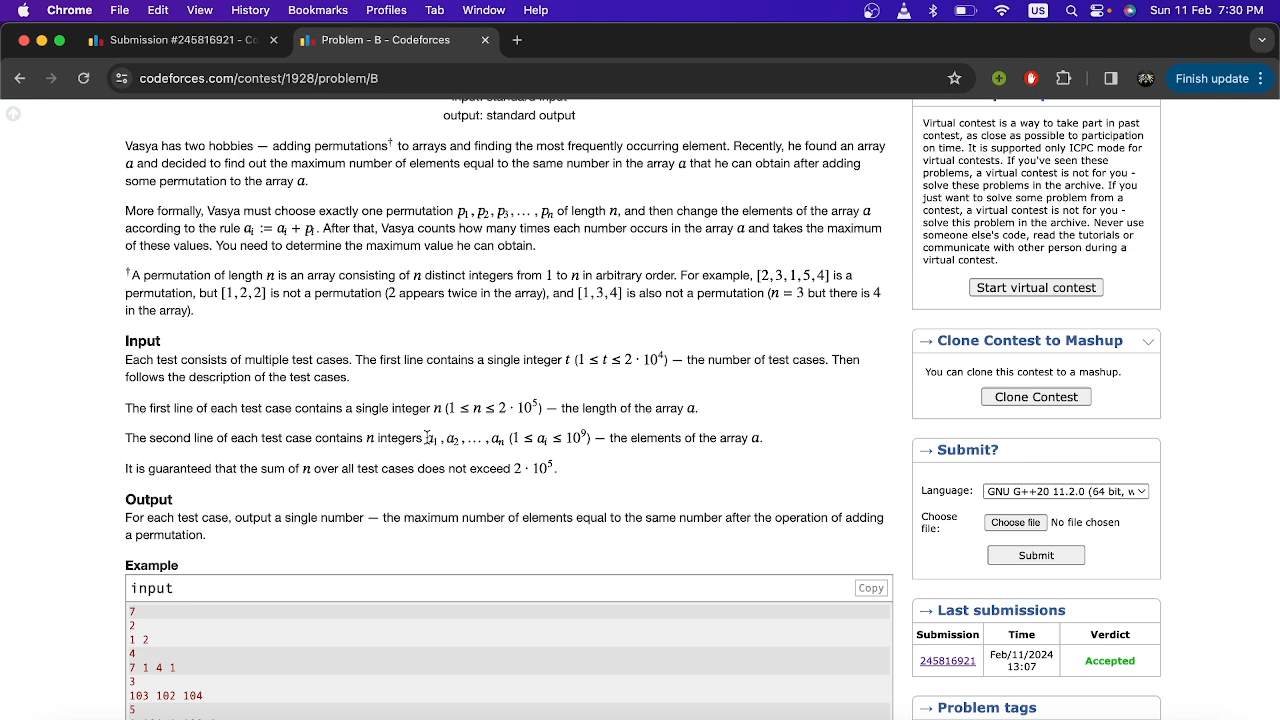 Chrome File Edit View History Bookmarks Profiles Tab Window Help US Sun 11 Feb 7:30 PM
Submission #245816921 - Co Problem - B - Codeforces
codeforces.com/contest/1928/problem/B Finish update
output: standard output
Vasya has two hobbies — adding permutations† to arrays and finding the most frequently occurring element. Recently, he found an array
a and decided to find out the maximum number of elements equal to the same number in the array a that he can obtain after adding
some permutation to the array a.
More formally, Vasya must choose exactly one permutation p₁, p₂, p₃, … , pₙ of length n, and then change the elements of the array a
according to the rule aᵢ := aᵢ + pᵢ. After that, Vasya counts how many times each number occurs in the array a and takes the maximum
of these values. You need to determine the maximum value he can obtain.
†A permutation of length n is an array consisting of n distinct integers from 1 to n in arbitrary order. For example, [2, 3, 1, 5, 4] is a
permutation, but [1, 2, 2] is not a permutation (2 appears twice in the array), and [1, 3, 4] is also not a permutation (n = 3 but there is 4
in the array).
Input
Each test consists of multiple test cases. The first line contains a single integer t (1 ≤ t ≤ 2 · 10⁴) — the number of test cases. Then
follows the description of the test cases.
The first line of each test case contains a single integer n (1 ≤ n ≤ 2 · 10⁵) — the length of the array a.
The second line of each test case contains n integers a₁, a₂, … , aₙ (1 ≤ aᵢ ≤ 10⁹) — the elements of the array a.
It is guaranteed that the sum of n over all test cases does not exceed 2 · 10⁵.
Output
For each test case, output a single number — the maximum number of elements equal to the same number after the operation of adding
a permutation.
Example
input Copy
7
2
1 2
4
7 1 4 1
3
103 102 104
5
Virtual contest is a way to take part in past
contest, as close as possible to participation
on time. It is supported only ICPC mode for
virtual contests. If you've seen these
problems, a virtual contest is not for you -
solve these problems in the archive. If you
just want to solve some problem from a
contest, a virtual contest is not for you -
solve this problem in the archive. Never use
someone else's code, read the tutorials or
communicate with other person during a
virtual contest.
Start virtual contest
→ Clone Contest to Mashup
You can clone this contest to a mashup.
Clone Contest
→ Submit?
Language: GNU G++20 11.2.0 (64 bit, w
Choose
file: Choose file No file chosen
Submit
→ Last submissions
Submission Time Verdict
245816921 Feb/11/2024 Accepted
13:07
→ Problem tags